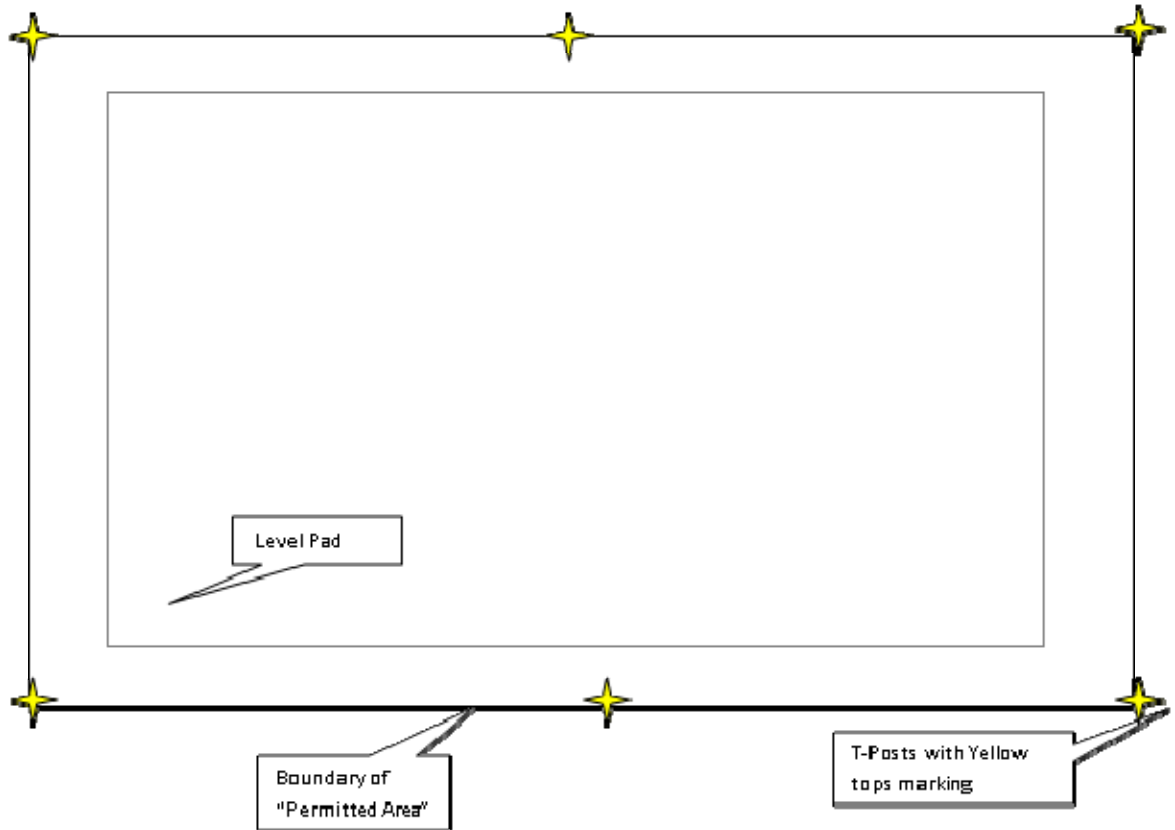 Level Pad
Boundary of
"Permitted Area"
T-Posts with Yellow
tops marking